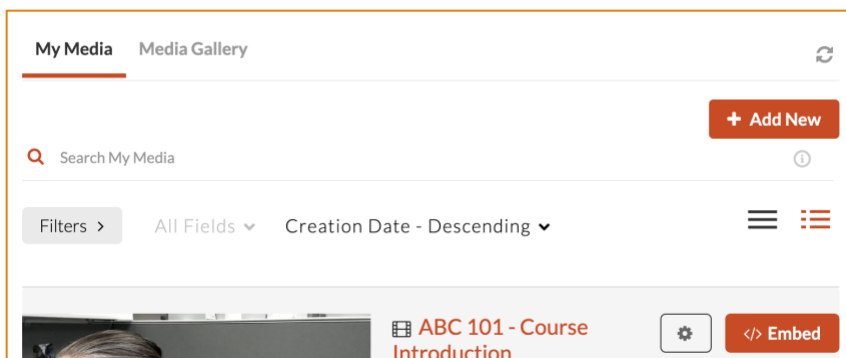 My Media Media Gallery
+ Add New
Search My Media
Filters > All Fields Creation Date - Descending
ABC 101 - Course
Introduction
</> Embed